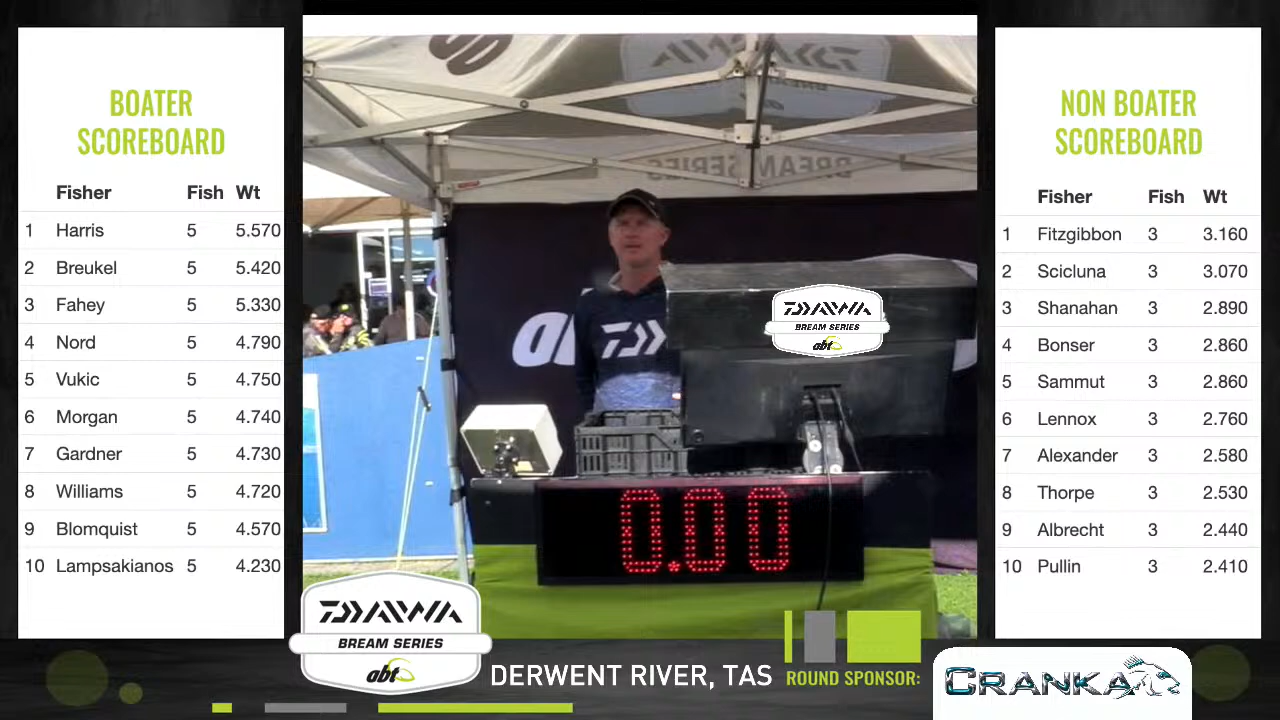 BOATER
SCOREBOARD
Fisher Fish Wt
1 Harris 5 5.570
2 Breukel 5 5.420
3 Fahey 5 5.330
4 Nord 5 4.790
5 Vukic 5 4.750
6 Morgan 5 4.740
7 Gardner 5 4.730
8 Williams 5 4.720
9 Blomquist 5 4.570
10 Lampsakianos 5 4.230
BREAM SERIES
DAIWA
BREAM SERIES
abt
0.00
DAIWA
BREAM SERIES
abt
DERWENT RIVER, TAS
ROUND SPONSOR:
CRANKA
NON BOATER
SCOREBOARD
Fisher Fish Wt
1 Fitzgibbon 3 3.160
2 Scicluna 3 3.070
3 Shanahan 3 2.890
4 Bonser 3 2.860
5 Sammut 3 2.860
6 Lennox 3 2.760
7 Alexander 3 2.580
8 Thorpe 3 2.530
9 Albrecht 3 2.440
10 Pullin 3 2.410